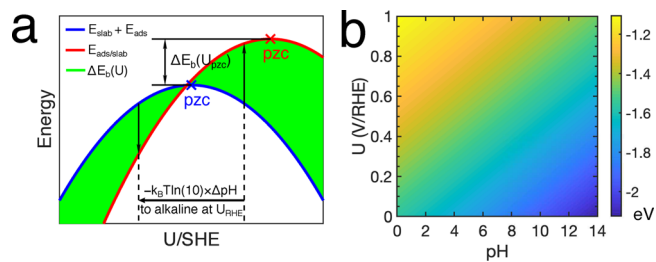 a
E_slab + E_ads
E_ads/slab
ΔE_b(U)
ΔE_b(U_pzc)
pzc
pzc
−k_BTln(10)×ΔpH
to alkaline at U_RHE
Energy
U/SHE
b
U (V/RHE)
1
0.8
0.6
0.4
0.2
0
0 2 4 6 8 10 12 14
pH
-1.2
-1.4
-1.6
-1.8
-2
eV